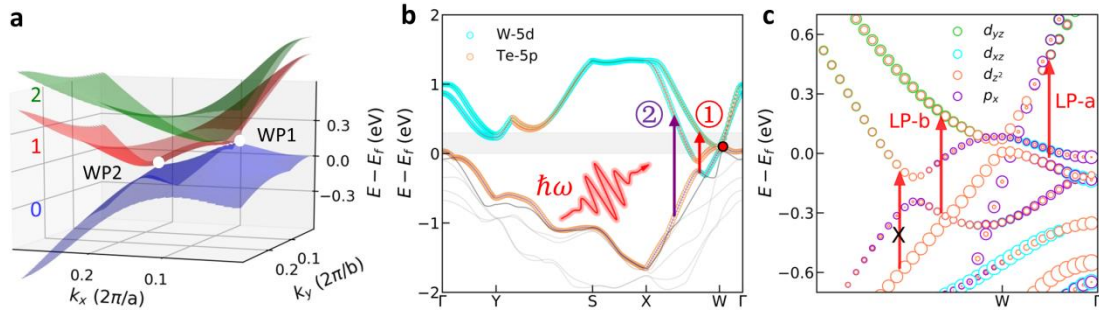 a
2
1
0
WP1
WP2
0.3
0.0
−0.3
E − E_f (eV)
0.2
0.1
k_x (2π/a)
0.2
0.1
k_y (2π/b)
b
W-5d
Te-5p
2
1
0
−1
−2
E − E_f (eV)
②
①
ℏω
Γ
Y
S
X
W
Γ
c
d_yz
d_xz
d_z²
p_x
LP-a
LP-b
X
0.6
0.3
0.0
−0.3
−0.6
E − E_f (eV)
W
Γ